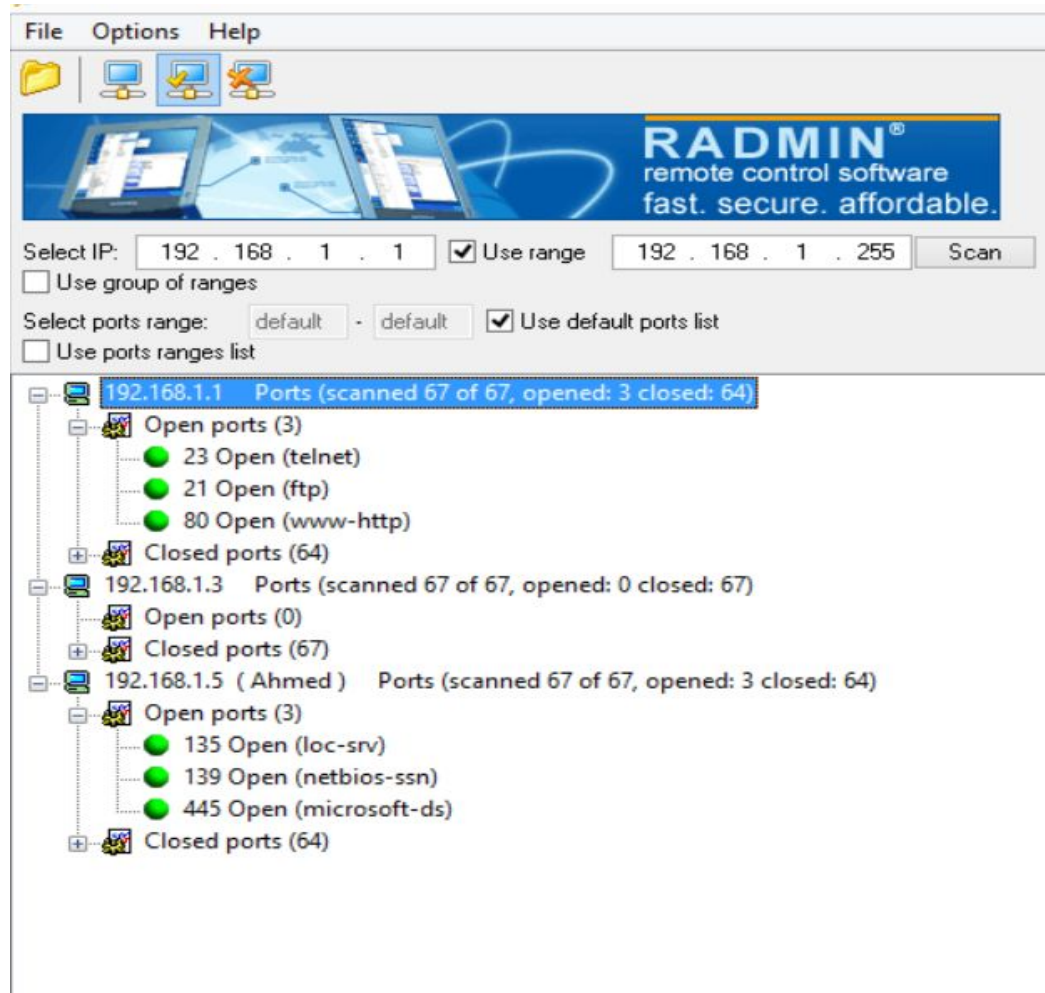 File Options Help
RADMIN®
remote control software
fast. secure. affordable.
Select IP: 192 . 168 . 1 . 1 Use range 192 . 168 . 1 . 255 Scan
Use group of ranges
Select ports range: default - default Use default ports list
Use ports ranges list
192.168.1.1 Ports (scanned 67 of 67, opened: 3 closed: 64)
Open ports (3)
23 Open (telnet)
21 Open (ftp)
80 Open (www-http)
Closed ports (64)
192.168.1.3 Ports (scanned 67 of 67, opened: 0 closed: 67)
Open ports (0)
Closed ports (67)
192.168.1.5 ( Ahmed ) Ports (scanned 67 of 67, opened: 3 closed: 64)
Open ports (3)
135 Open (loc-srv)
139 Open (netbios-ssn)
445 Open (microsoft-ds)
Closed ports (64)